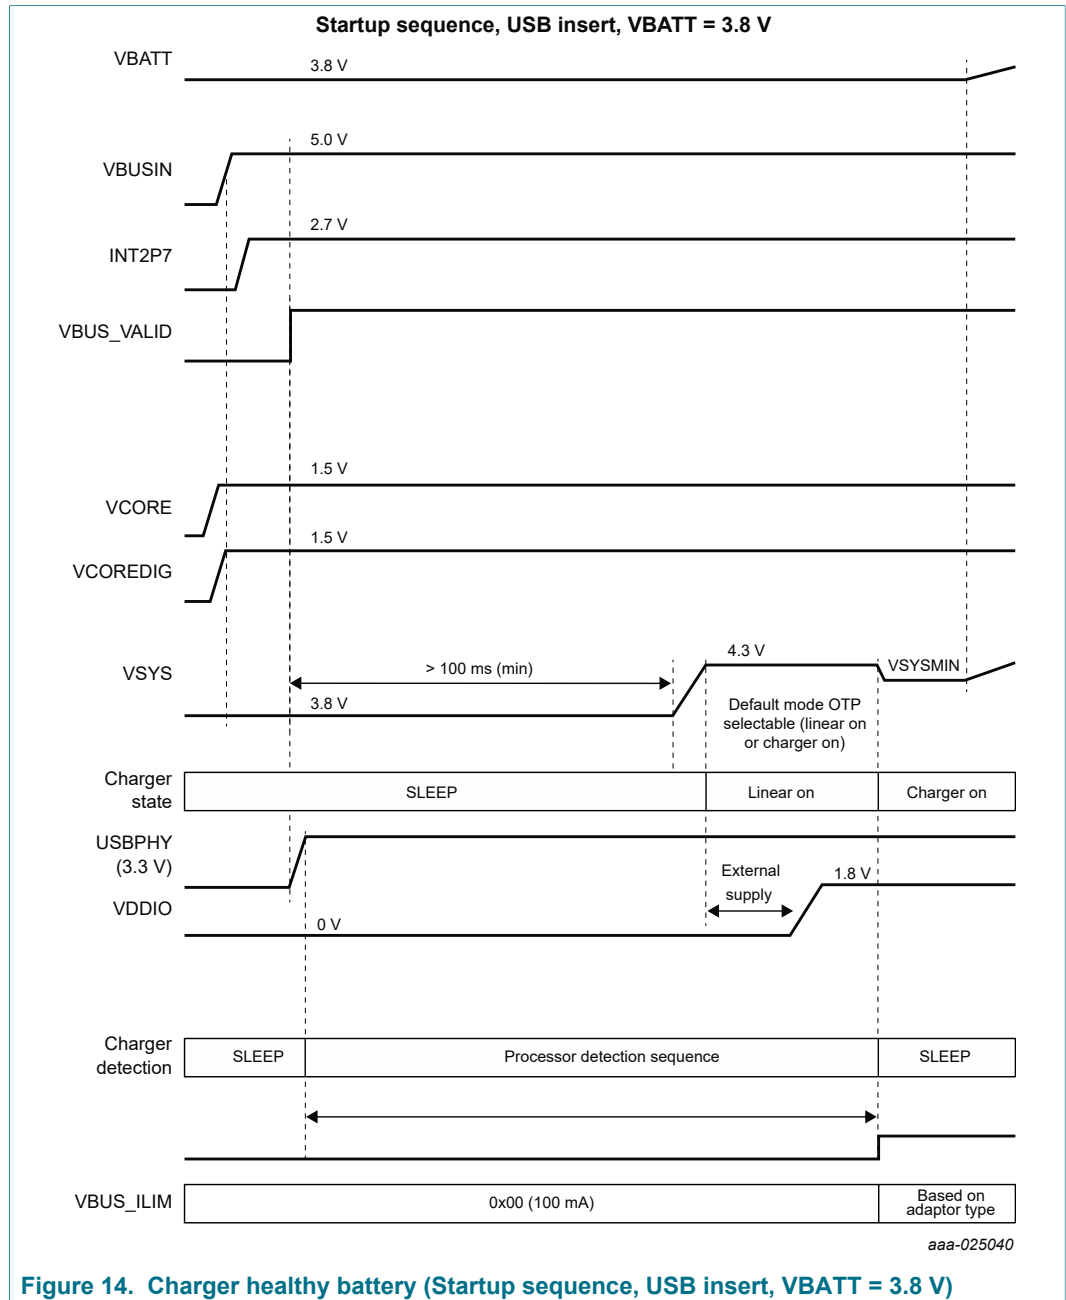 Startup sequence, USB insert, VBATT = 3.8 V
VBATT
3.8 V
5.0 V
VBUSIN
2.7 V
INT2P7
VBUS_VALID
1.5 V
VCORE
1.5 V
VCOREDIG
4.3 V
VSYS
> 100 ms (min)
VSYSMIN
3.8 V
Default mode OTP
selectable (linear on
or charger on)
Charger
state
SLEEP
Linear on
Charger on
USBPHY
(3.3 V)
External
supply
1.8 V
VDDIO
0 V
Charger
detection
SLEEP
Processor detection sequence
SLEEP
VBUS_ILIM
0x00 (100 mA)
Based on
adaptor type
aaa-025040
Figure 14. Charger healthy battery (Startup sequence, USB insert, VBATT = 3.8 V)